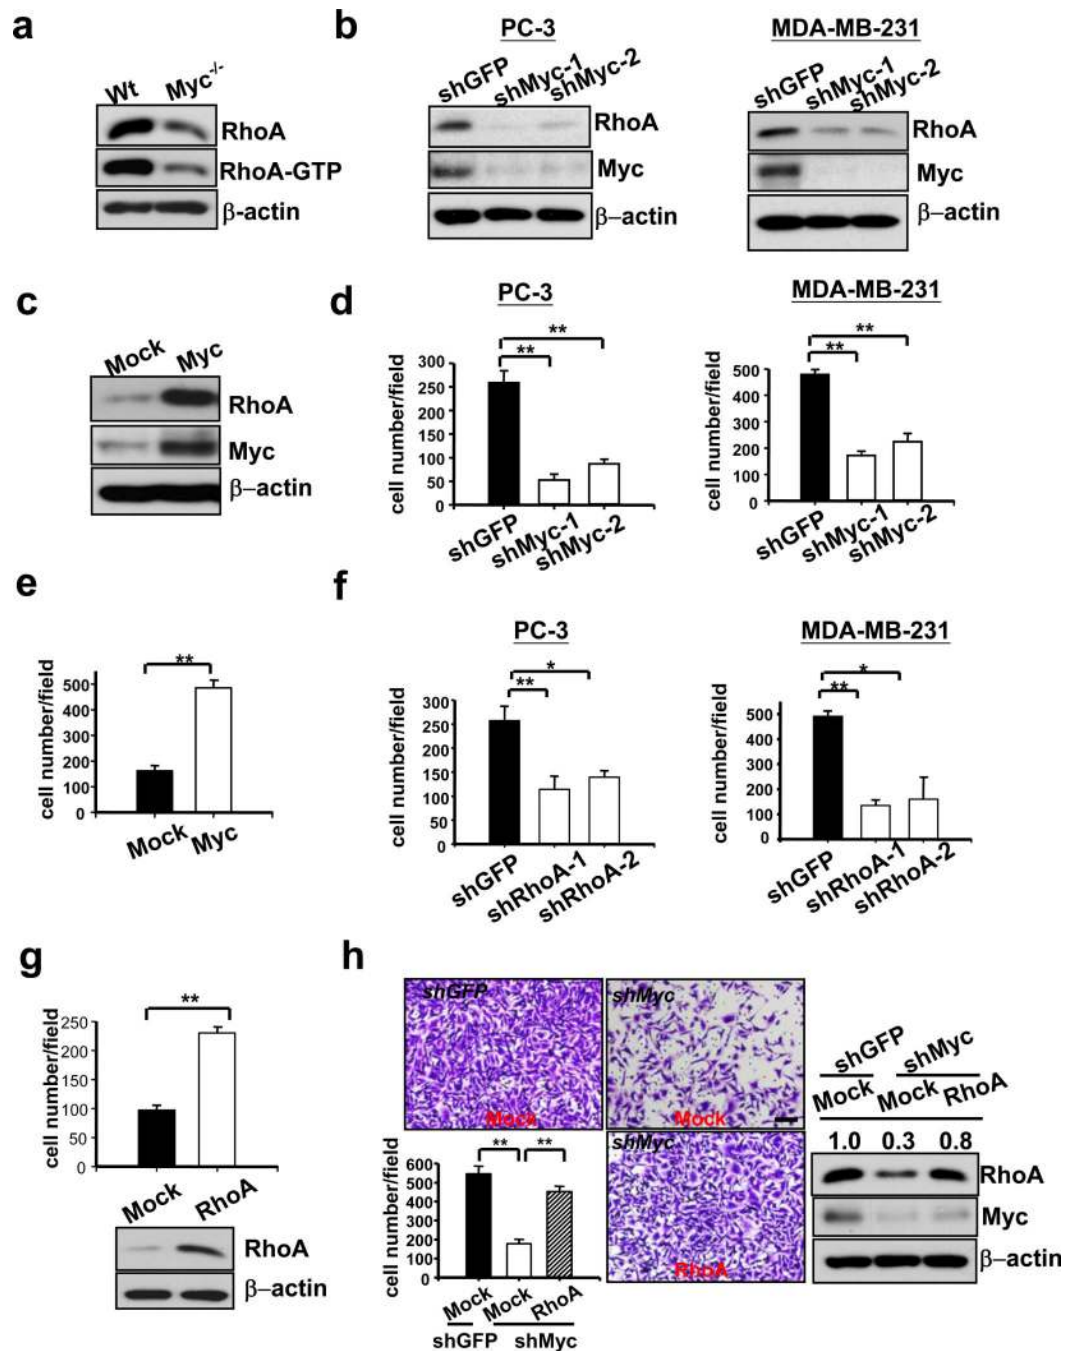 a
Wt Myc-/-
RhoA
RhoA-GTP
β-actin
b
PC-3
shGFP shMyc-1 shMyc-2
RhoA
Myc
β–actin
MDA-MB-231
shGFP shMyc-1 shMyc-2
RhoA
Myc
β–actin
c
Mock Myc
RhoA
Myc
β–actin
d
PC-3
** **
cell number/field
300
250
200
150
100
50
0
shGFP shMyc-1 shMyc-2
MDA-MB-231
** **
cell number/field
500
400
300
200
100
0
shGFP shMyc-1 shMyc-2
e
**
cell number/field
500
400
300
200
100
0
Mock Myc
f
PC-3
** *
cell number/field
300
250
200
150
100
50
0
shGFP shRhoA-1 shRhoA-2
MDA-MB-231
** *
cell number/field
500
400
300
200
100
0
shGFP shRhoA-1 shRhoA-2
g
**
cell number/field
250
200
150
100
50
0
Mock RhoA
RhoA
β–actin
h
shGFP
Mock
shMyc
Mock
shMyc
RhoA
** **
cell number/field
600
500
400
300
200
100
0
Mock Mock RhoA
shGFP shMyc
shGFP shMyc
Mock Mock RhoA
1.0 0.3 0.8
RhoA
Myc
β–actin